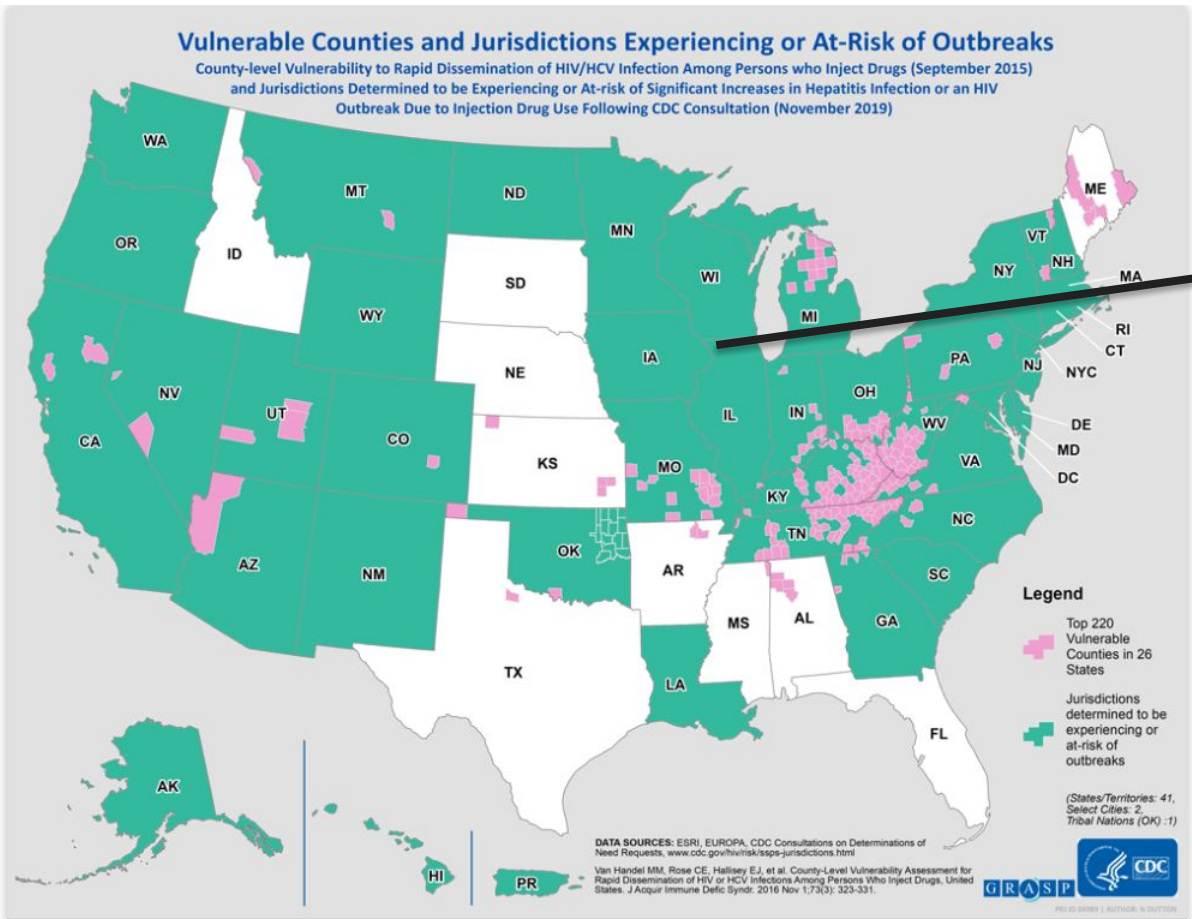 Vulnerable Counties and Jurisdictions Experiencing or At-Risk of Outbreaks
County-level Vulnerability to Rapid Dissemination of HIV/HCV Infection Among Persons who Inject Drugs (September 2015)
and Jurisdictions Determined to be Experiencing or At-risk of Significant Increases in Hepatitis Infection or an HIV
Outbreak Due to Injection Drug Use Following CDC Consultation (November 2019)
WA
MT
ND
MN
ME
OR
ID
SD
WI
MI
VT
NH
NY
MA
WY
RI
CT
NYC
NE
IA
PA
NJ
NV
UT
CO
CA
KS
MO
IL
IN
OH
WV
DE
MD
DC
VA
KY
AZ
NM
OK
AR
TN
NC
SC
MS
AL
GA
TX
LA
FL
AK
HI
PR
Legend
Top 220
Vulnerable
Counties in 26
States
Jurisdictions
determined to be
experiencing or
at-risk of
outbreaks
(States/Territories: 41,
Select Cities: 2,
Tribal Nations (OK) :1)
DATA SOURCES: ESRI, EUROPA, CDC Consultations on Determinations of
Need Requests, www.cdc.gov/hiv/risk/ssps-jurisdictions.html
Van Handel MM, Rose CE, Hallisey EJ, et al. County-Level Vulnerability Assessment for
Rapid Dissemination of HIV or HCV Infections Among Persons Who Inject Drugs, United
States. J Acquir Immune Defic Syndr. 2016 Nov 1;73(3): 323-331.
GRASP
CDC
AUTHOR: N DUTTON